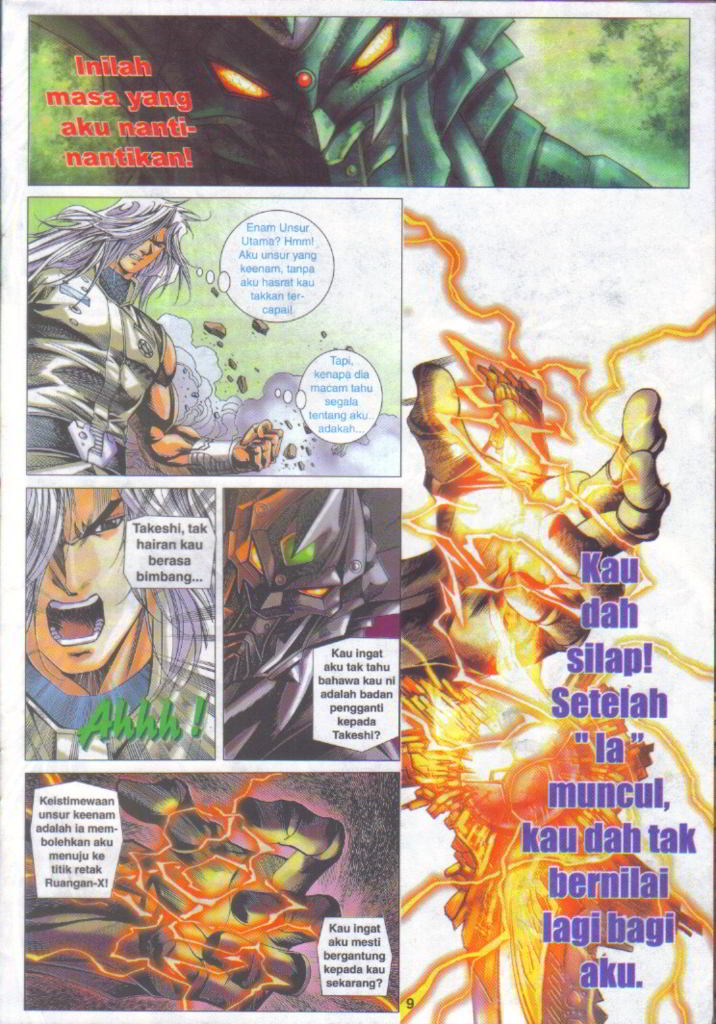 Inilah
masa yang
aku nanti-
nantikan!
Enam Unsur
Utama? Hmm!
Aku unsur yang
keenam, tanpa
aku hasrat kau
takkan ter-
capai!
Tapi,
kenapa dia
macam tahu
segala
tentang aku..
adakah...
Takeshi, tak
hairan kau
berasa
bimbang...
Ahhh!
Kau ingat
aku tak tahu
bahawa kau ni
adalah badan
pengganti
kepada
Takeshi?
Keistimewaan
unsur keenam
adalah ia mem-
bolehkan aku
menuju ke
titik retak
Ruangan-X!
Kau ingat
aku mesti
bergantung
kepada kau
sekarang?
Kau
dah
silap!
Setelah
"Ia"
muncul,
kau dah tak
bernilai
lagi bagi
aku.
9